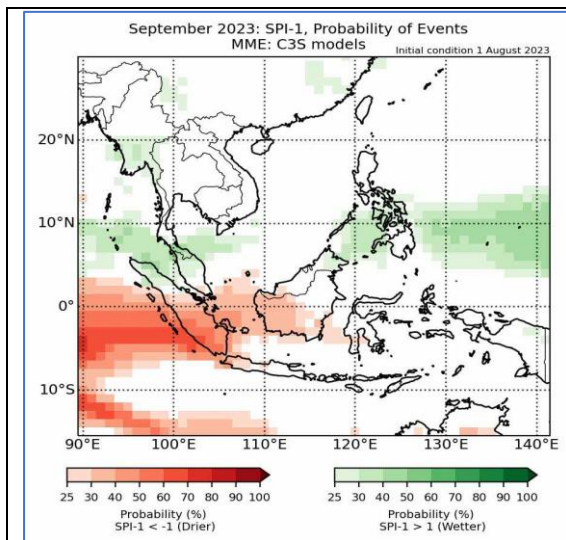 September 2023: SPI-1, Probability of Events
MME: C3S models
Initial condition 1 August 2023
20°N
10°N
0°
10°S
90°E 100°E 110°E 120°E 130°E 140°E
25 30 40 50 60 70 80 90 100
Probability (%)
SPI-1 < -1 (Drier)
25 30 40 50 60 70 80 90 100
Probability (%)
SPI-1 > 1 (Wetter)